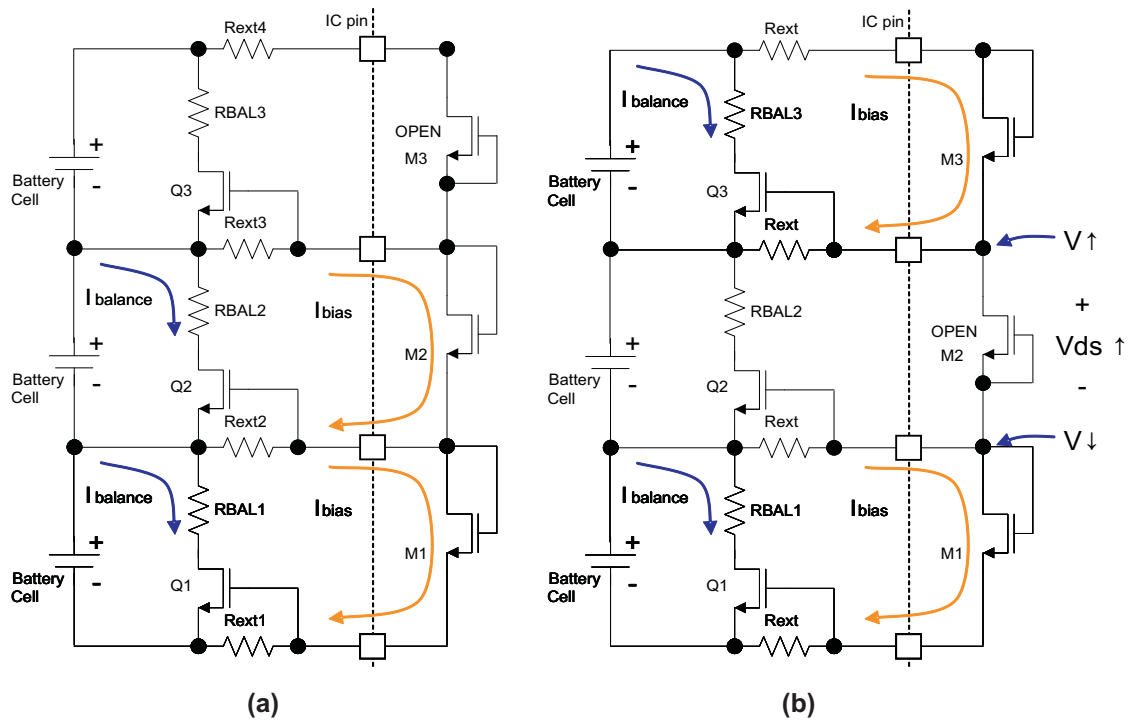 Rext4
IC pin
RBAL3
I balance
OPEN
M3
+
-
Battery
Cell
Q3
Rext3
I balance
RBAL2
I bias
M2
+
-
Battery
Cell
Q2
Rext2
I balance
RBAL1
I bias
M1
+
-
Battery
Cell
Q1
Rext1
(a)
Rext
IC pin
I balance
RBAL3
I bias
M3
+
-
Battery
Cell
Q3
Rext
V↑
RBAL2
OPEN
M2
+
Vds ↑
-
+
-
Battery
Cell
Q2
Rext
V↓
I balance
RBAL1
I bias
M1
+
-
Battery
Cell
Q1
Rext
(b)